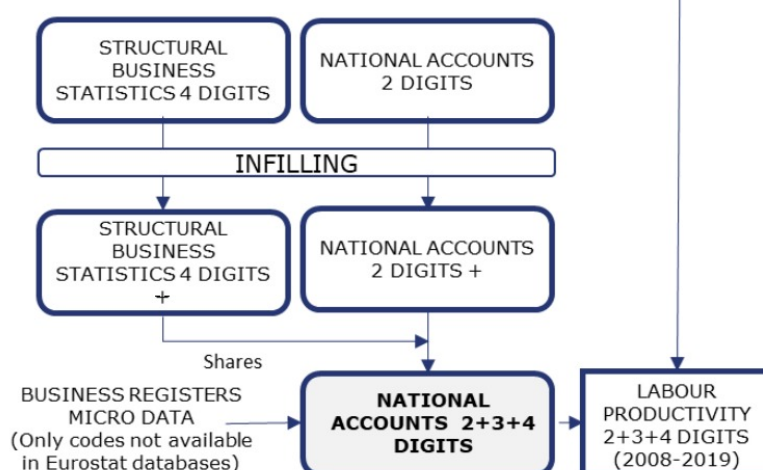 STRUCTURAL
BUSINESS
STATISTICS 4 DIGITS
NATIONAL ACCOUNTS
2 DIGITS
INFILLING
STRUCTURAL
BUSINESS
STATISTICS 4 DIGITS
+
NATIONAL ACCOUNTS
2 DIGITS +
Shares
BUSINESS REGISTERS
MICRO DATA
(Only codes not available
in Eurostat databases)
NATIONAL
ACCOUNTS 2+3+4
DIGITS
LABOUR
PRODUCTIVITY
2+3+4 DIGITS
(2008-2019)